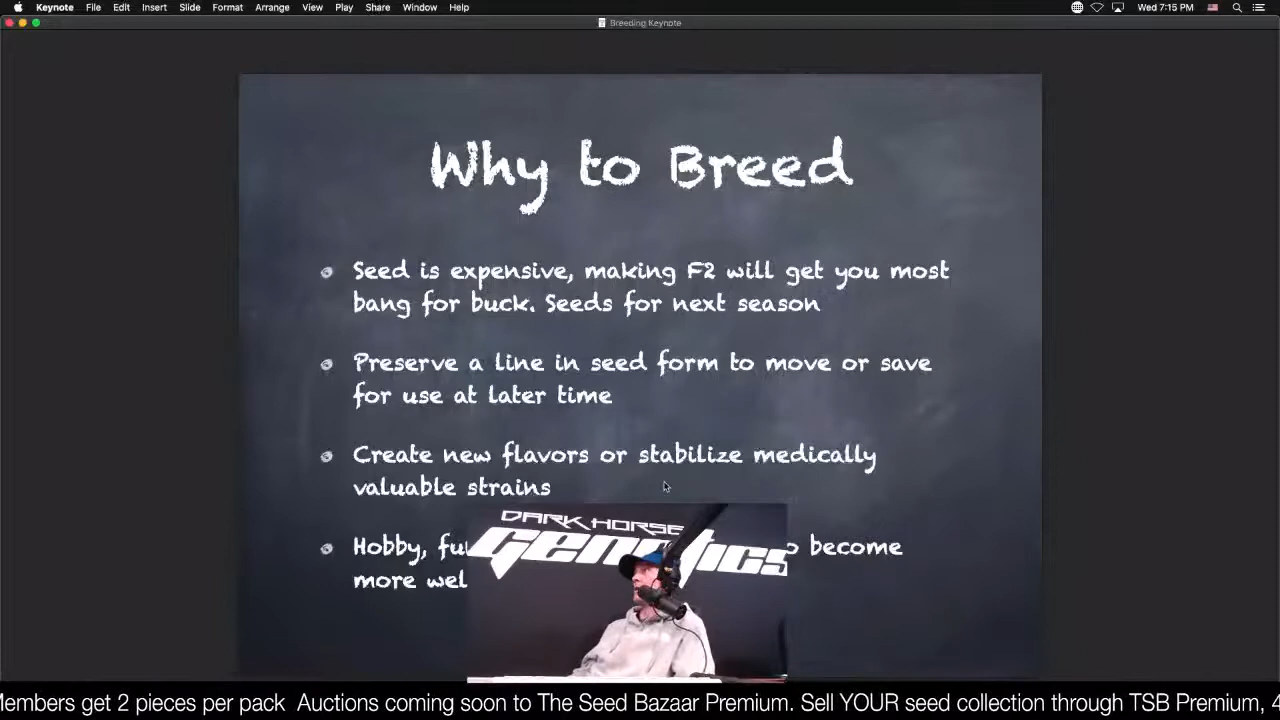 Keynote File Edit Insert Slide Format Arrange View Play Share Window Help Wed 7:15 PM
Breeding Keynote
Why to Breed
Seed is expensive, making F2 will get you most
bang for buck. Seeds for next season
Preserve a line in seed form to move or save
for use at later time
Create new flavors or stabilize medically
valuable strains
DARK HORSE
GENETICS
Hobby, become
more
Members get 2 pieces per pack Auctions coming soon to The Seed Bazaar Premium. Sell YOUR seed collection through TSB Premium,